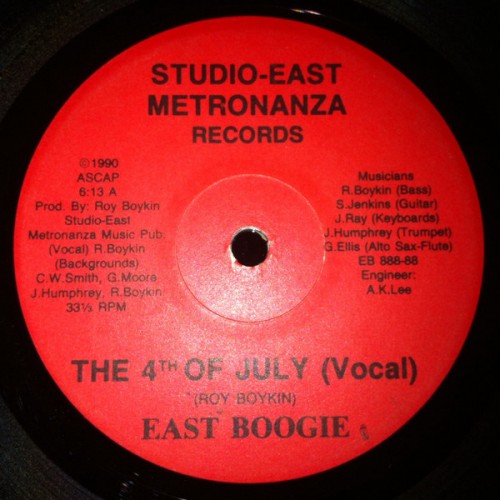 STUDIO-EAST
METRONANZA
RECORDS
©1990
ASCAP
6:13 A
Prod. By: Roy Boykin
Studio-East
Metronanza Music Pub.
(Vocal) R.Boykin
(Backgrounds)
C.W.Smith, G.Moore
J.Humphrey, R.Boykin
33⅓ RPM
Musicians
R.Boykin (Bass)
S.Jenkins (Guitar)
J.Ray (Keyboards)
J.Humphrey (Trumpet)
G.Ellis (Alto Sax-Flute)
EB 888-88
Engineer:
A.K.Lee
THE 4TH OF JULY (Vocal)
(ROY BOYKIN)
EAST BOOGIE